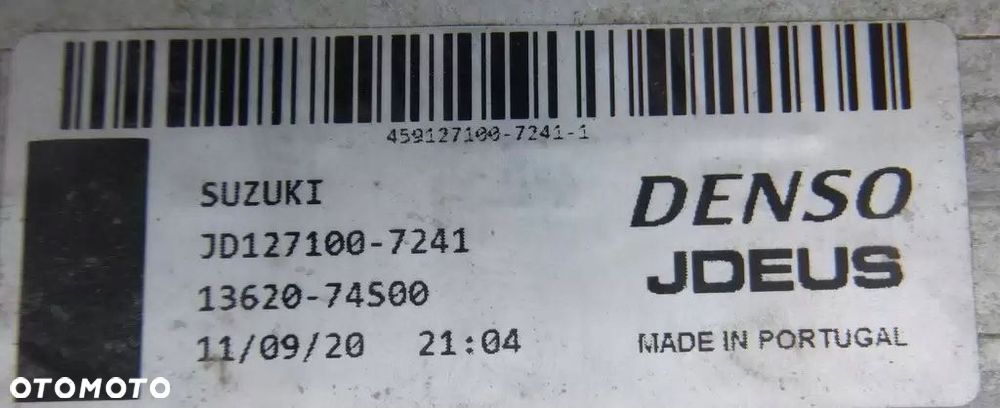 459127100-7241-1
SUZUKI
JD127100-7241
13620-74S00
11/09/20 21:04
DENSO
JDEUS
MADE IN PORTUGAL
OTOMOTO